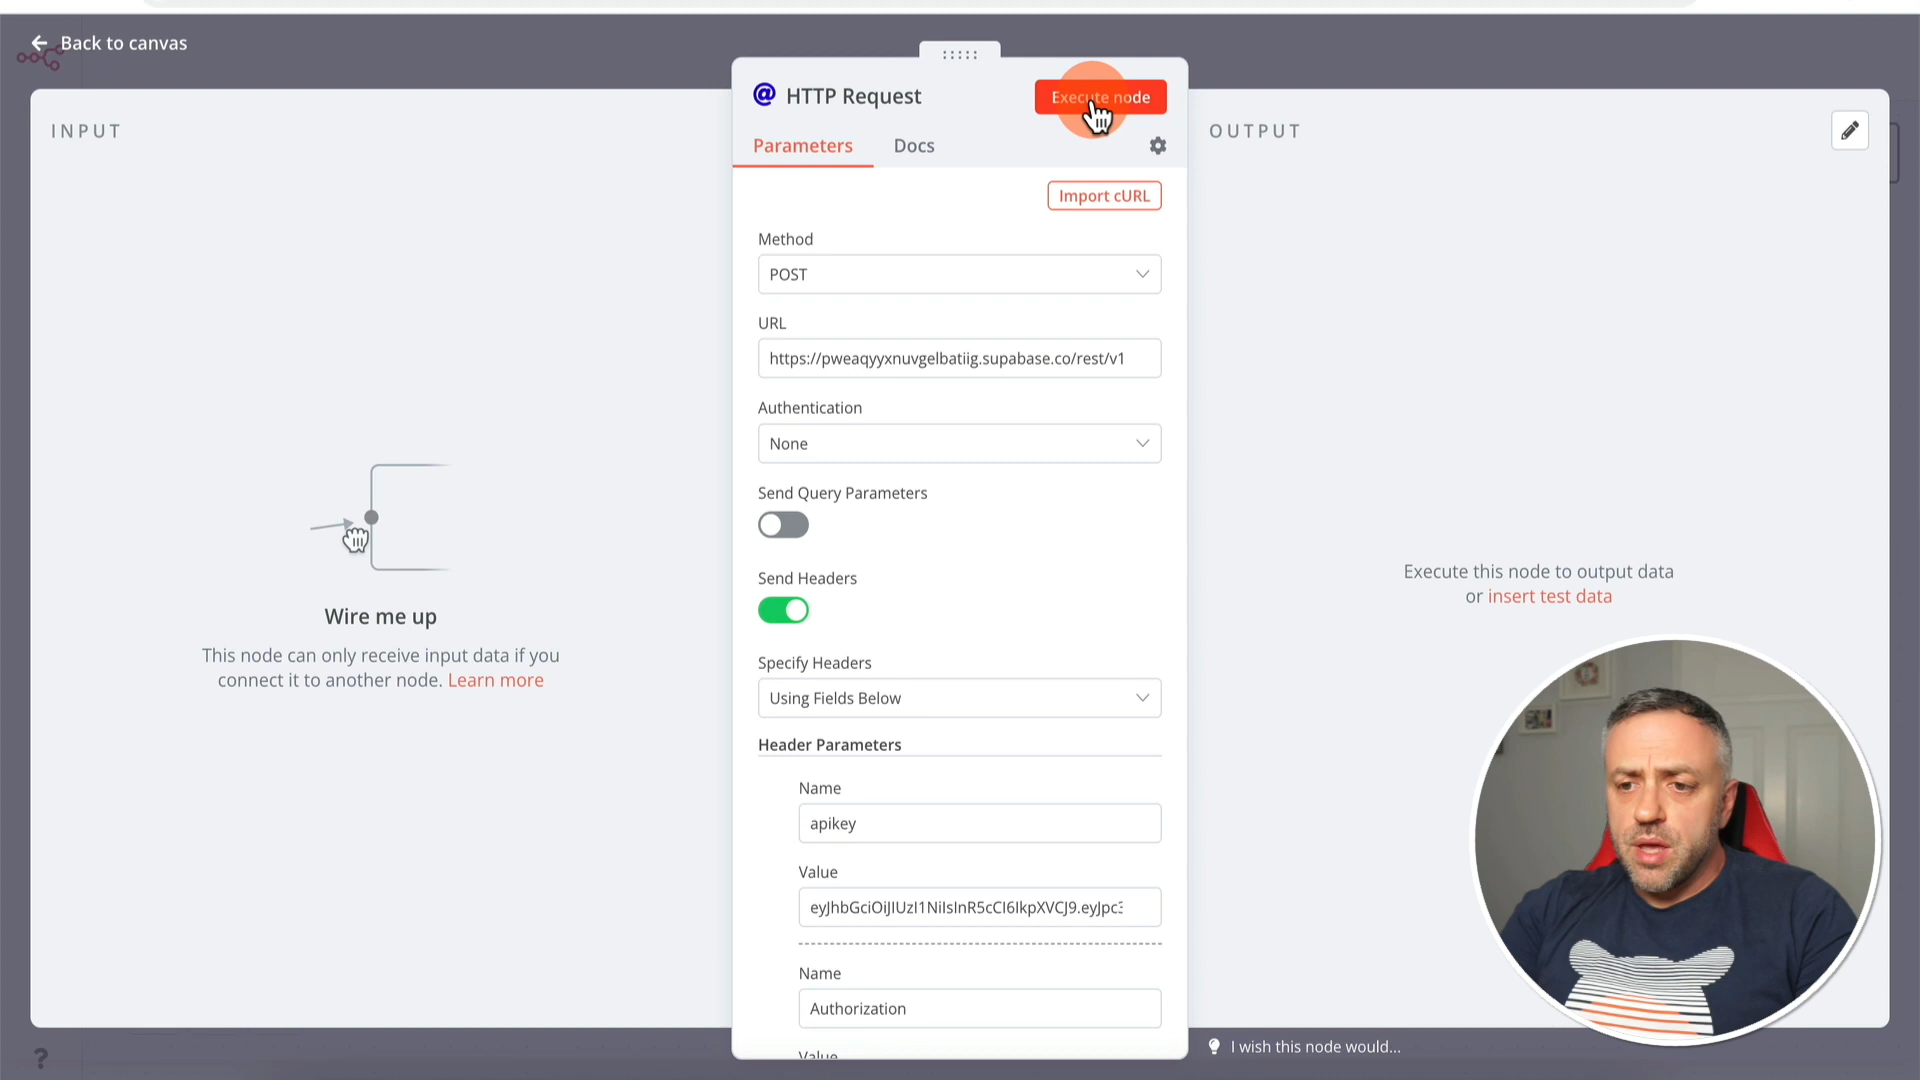 Back to canvas
INPUT
Wire me up
This node can only receive input data if you
connect it to another node. Learn more
HTTP Request
Execute node
Parameters
Docs
Import cURL
Method
POST
URL
https://pweaqyyxnuvgelbatiig.supabase.co/rest/v1
Authentication
None
Send Query Parameters
Send Headers
Specify Headers
Using Fields Below
Header Parameters
Name
apikey
Value
eyJhbGciOiJIUzI1NiIsInR5cCI6IkpXVCJ9.eyJpc3
Name
Authorization
Value
OUTPUT
Execute this node to output data
or insert test data
I wish this node would...
?